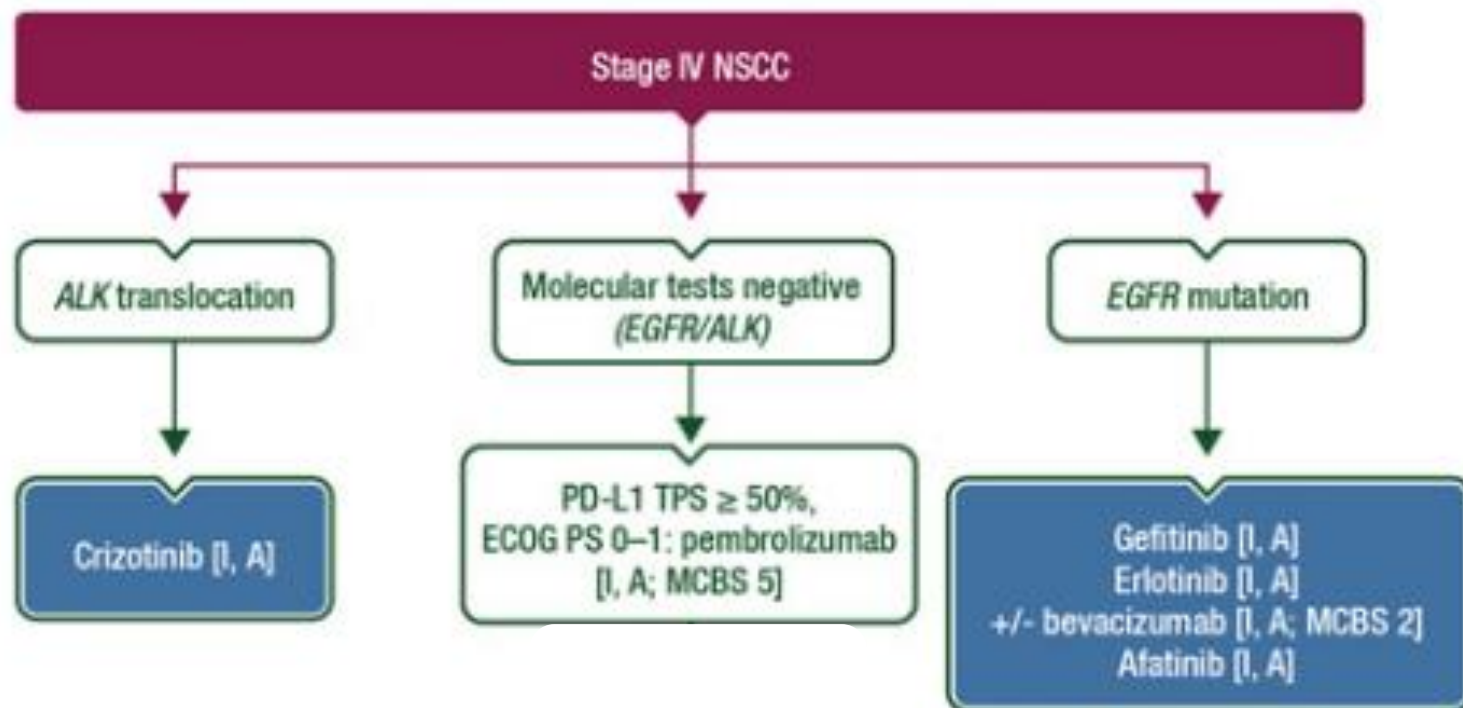 Stage IV NSCC
ALK translocation
Molecular tests negative
(EGFR/ALK)
EGFR mutation
Crizotinib [I, A]
PD-L1 TPS ≥ 50%,
ECOG PS 0–1: pembrolizumab
[I, A; MCBS 5]
Gefitinib [I, A]
Erlotinib [I, A]
+/- bevacizumab [I, A; MCBS 2]
Afatinib [I, A]